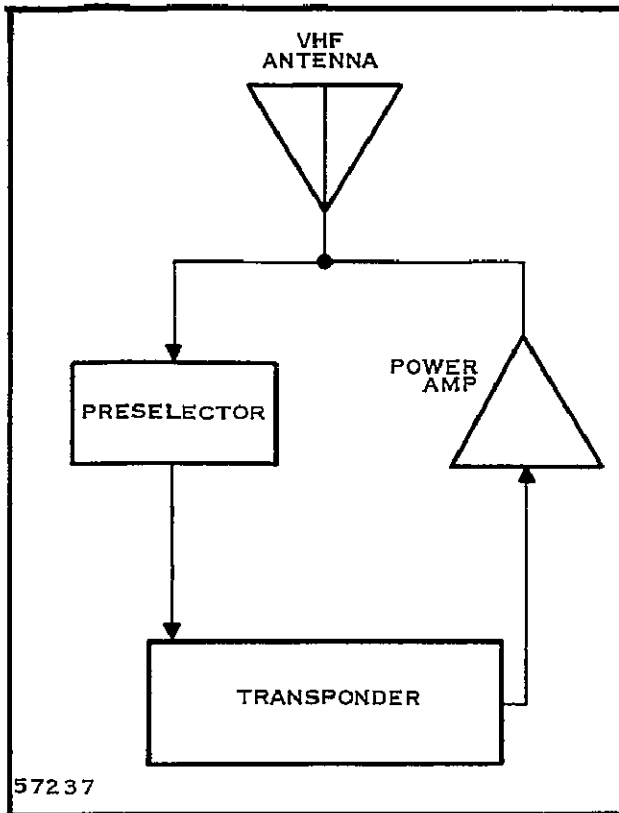 VHF
ANTENNA
PRESELECTOR
POWER
AMP
TRANSPONDER
57237